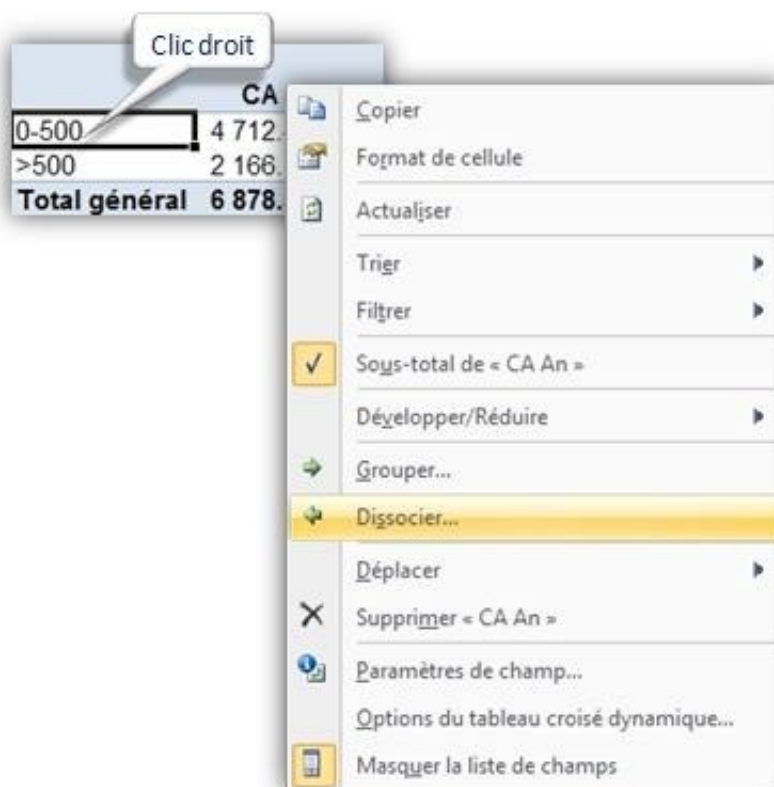 Clic droit
CA
0-500 4 712.
>500 2 166.
Total général 6 878.
Copier
Format de cellule
Actualiser
Trier
Filtrer
Sous-total de « CA An »
Développer/Réduire
Grouper...
Dissocier...
Déplacer
Supprimer « CA An »
Paramètres de champ...
Options du tableau croisé dynamique...
Masquer la liste de champs